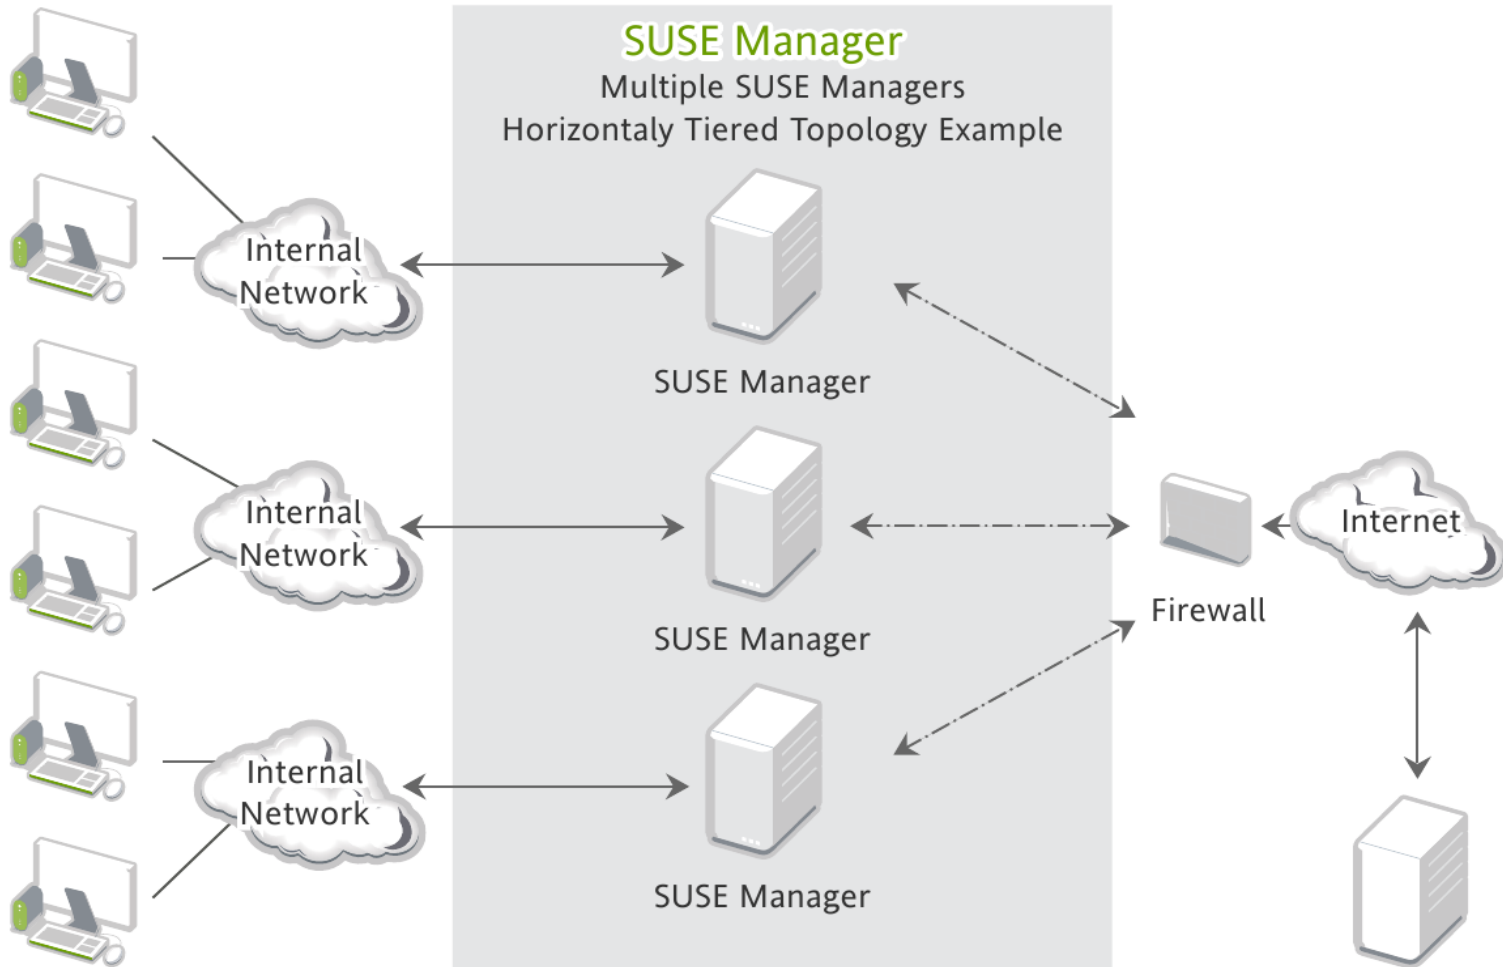 SUSE Manager
Multiple SUSE Managers
Horizontaly Tiered Topology Example
Internal
Network
SUSE Manager
Internal
Network
SUSE Manager
Internet
Firewall
Internal
Network
SUSE Manager